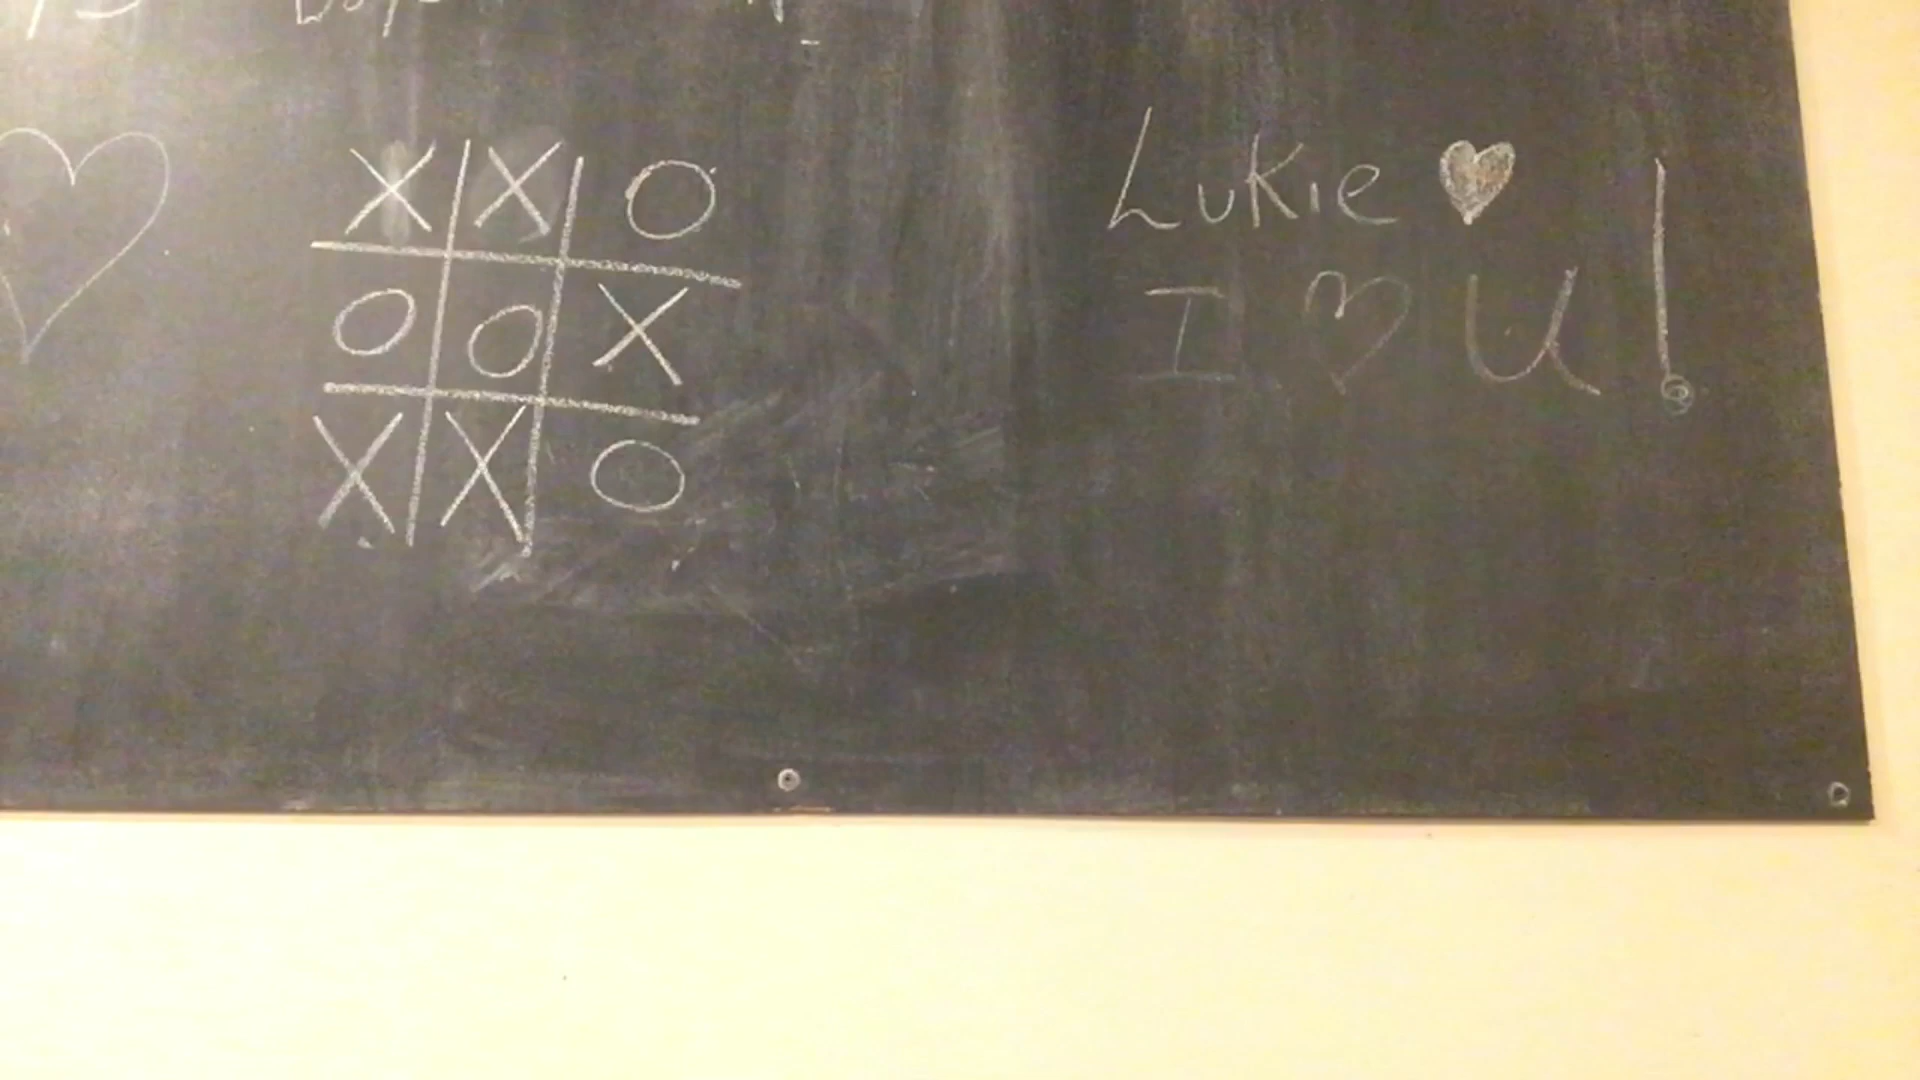 X X O
O O X
X X O
Lukie ♥
I ♡ U !